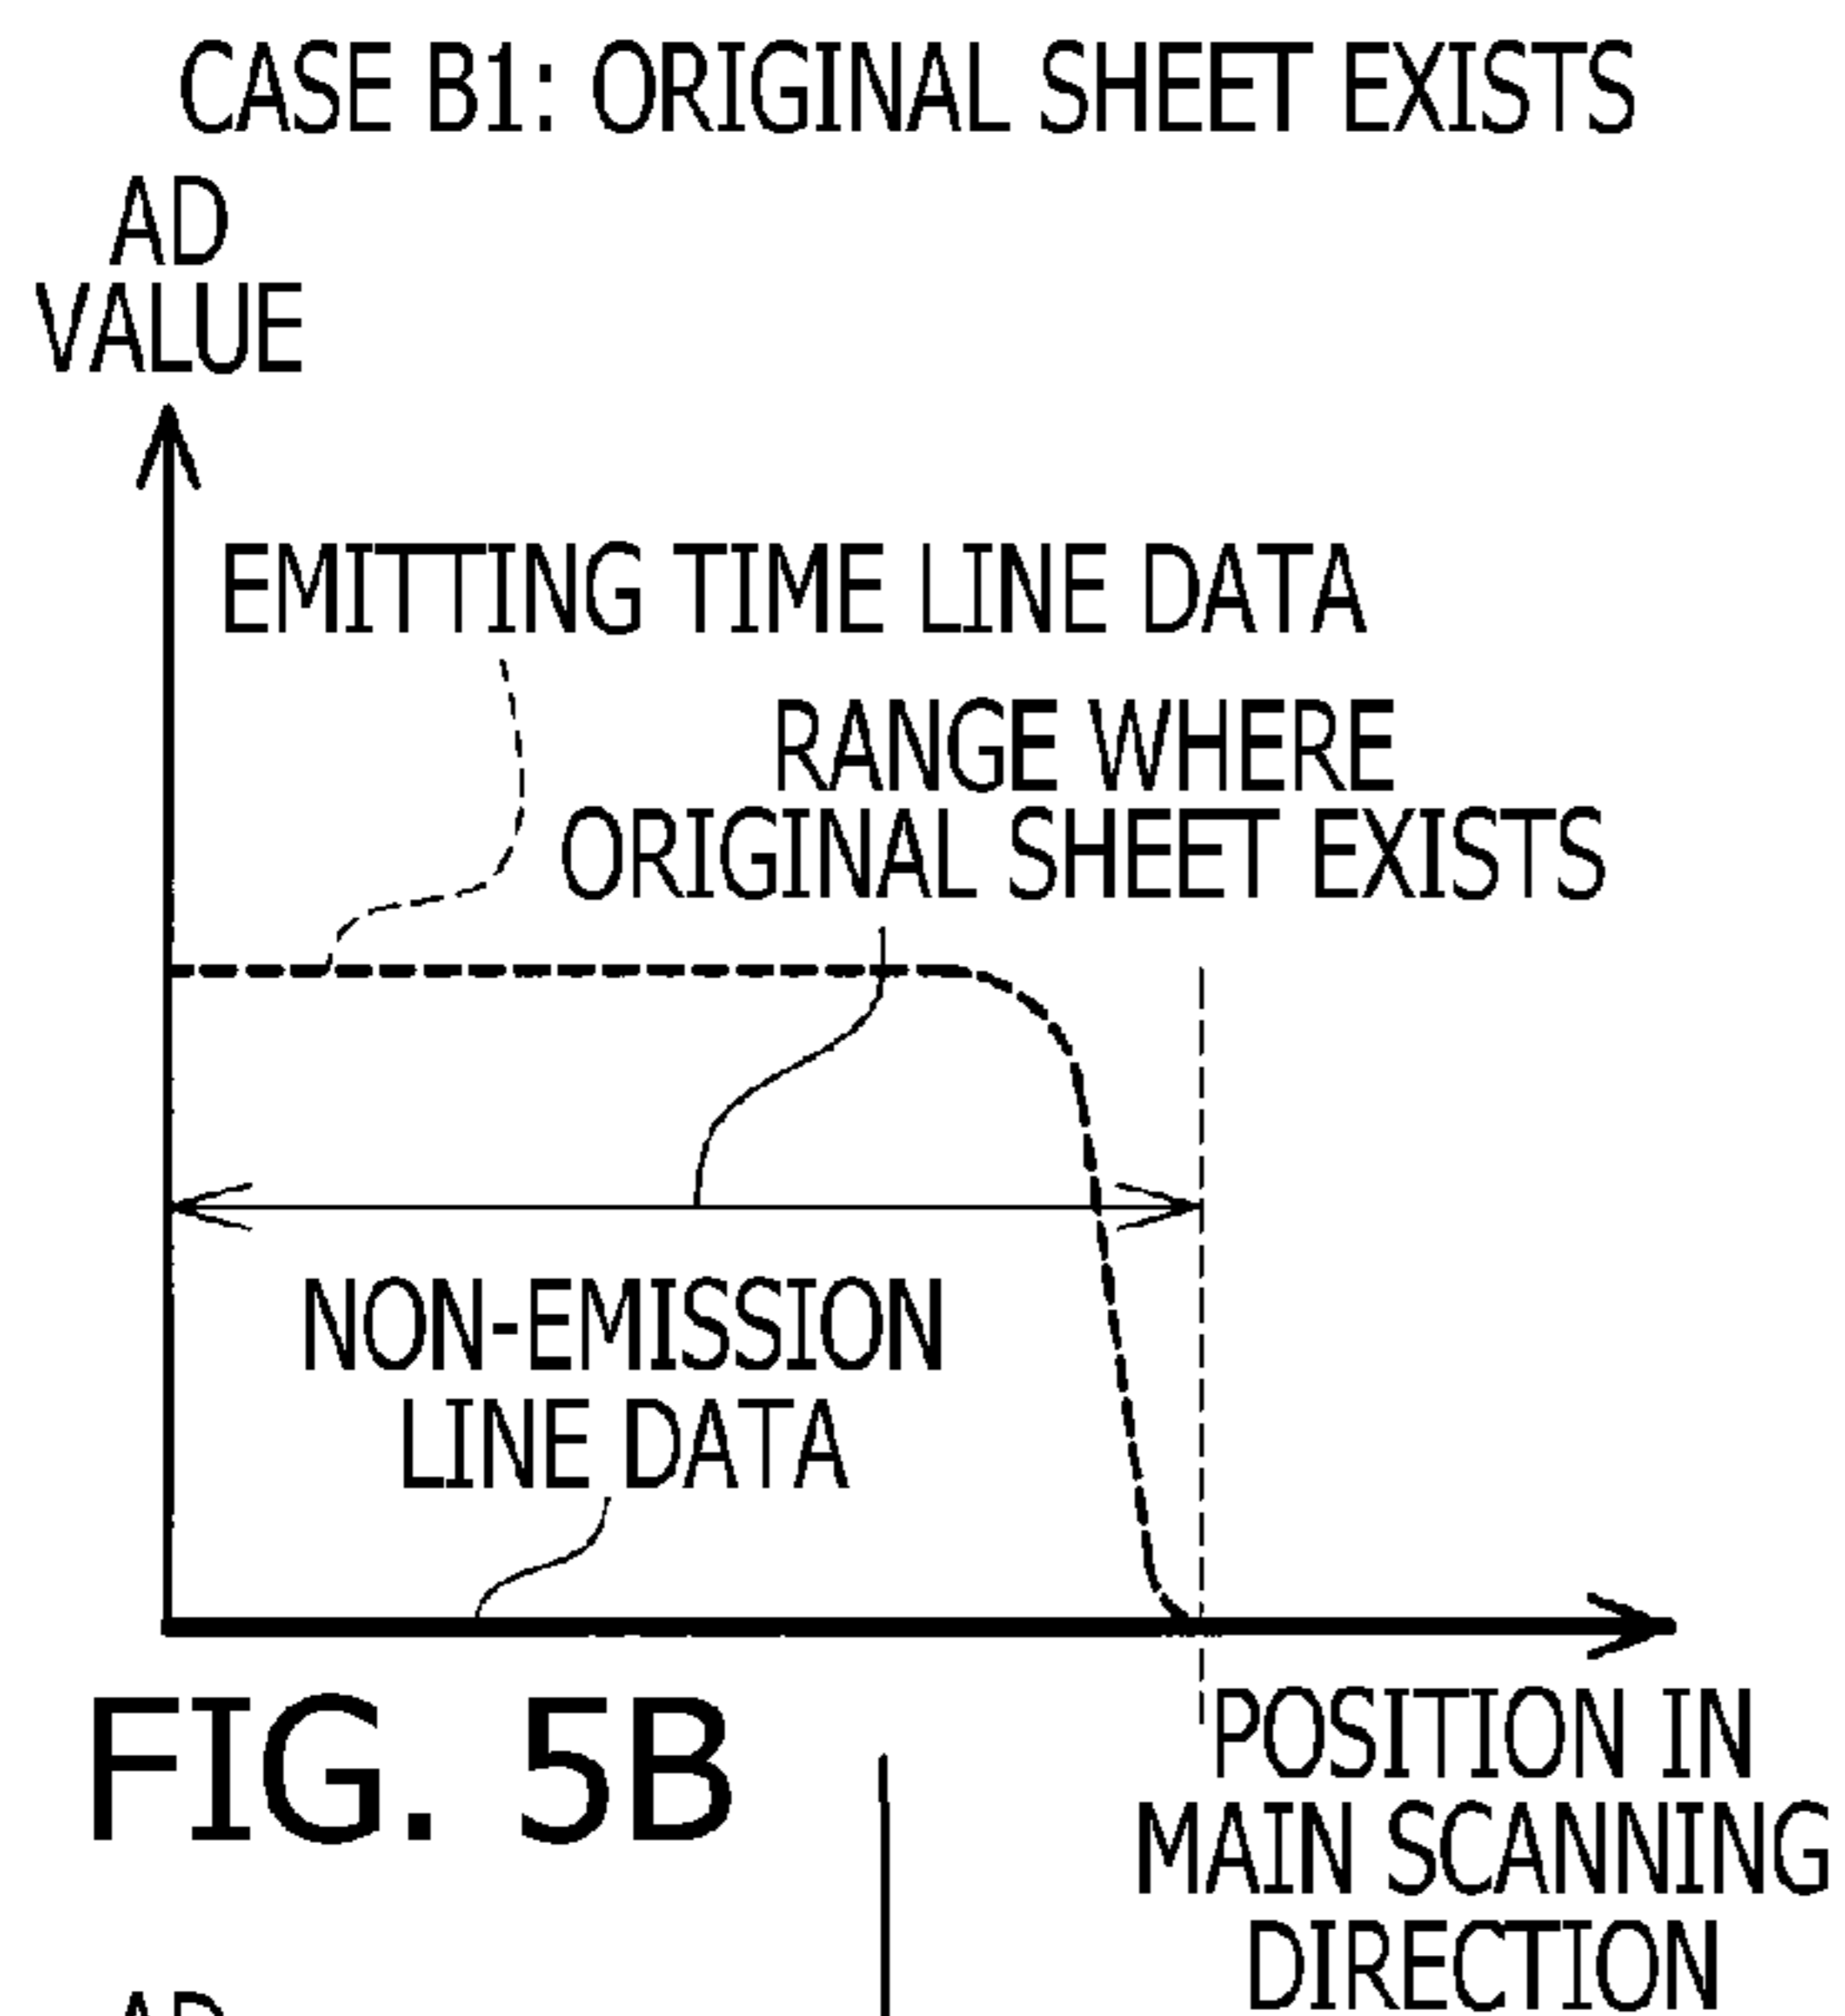 CASE B1: ORIGINAL SHEET EXISTS
AD
VALUE
EMITTING TIME LINE DATA
RANGE WHERE
ORIGINAL SHEET EXISTS
NON-EMISSION
LINE DATA
POSITION IN
MAIN SCANNING
DIRECTION
FIG. 5B
AD